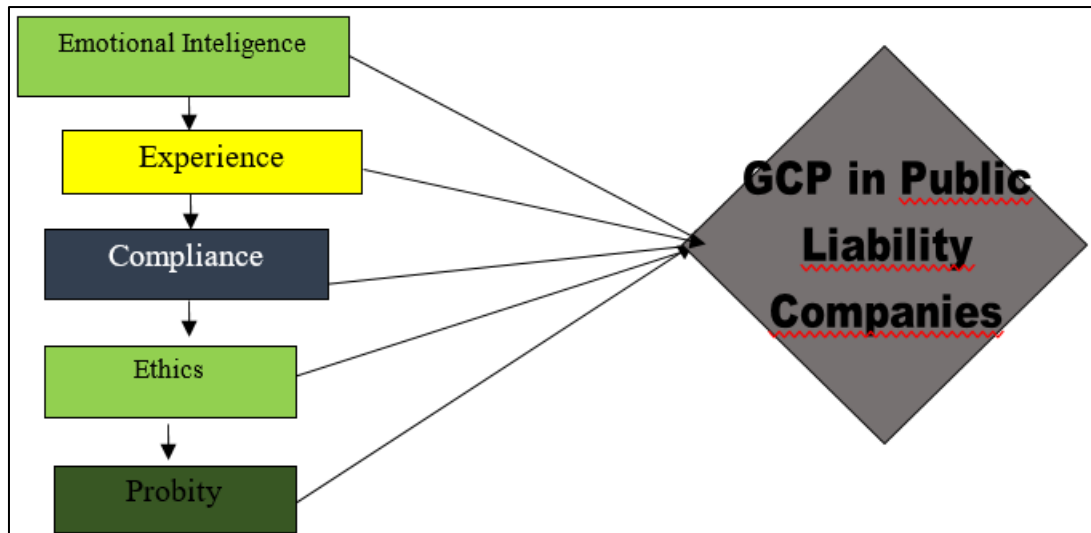 Emotional Inteligence
Experience
Compliance
Ethics
Probity
GCP in Public
Liability
Companies